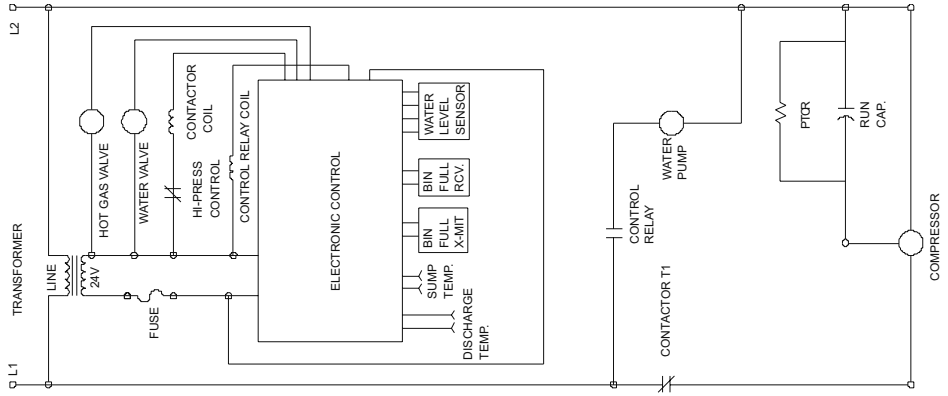 L1
L2
TRANSFORMER
LINE
24V
FUSE
HOT GAS VALVE
WATER VALVE
CONTACTOR
COIL
HI-PRESS
CONTROL
CONTROL RELAY COIL
ELECTRONIC CONTROL
DISCHARGE
TEMP.
SUMP
TEMP.
BIN
FULL
X-MIT
BIN
FULL
RCV.
WATER
LEVEL
SENSOR
CONTROL
RELAY
WATER
PUMP
CONTACTOR T1
PTCR
RUN
CAP.
COMPRESSOR